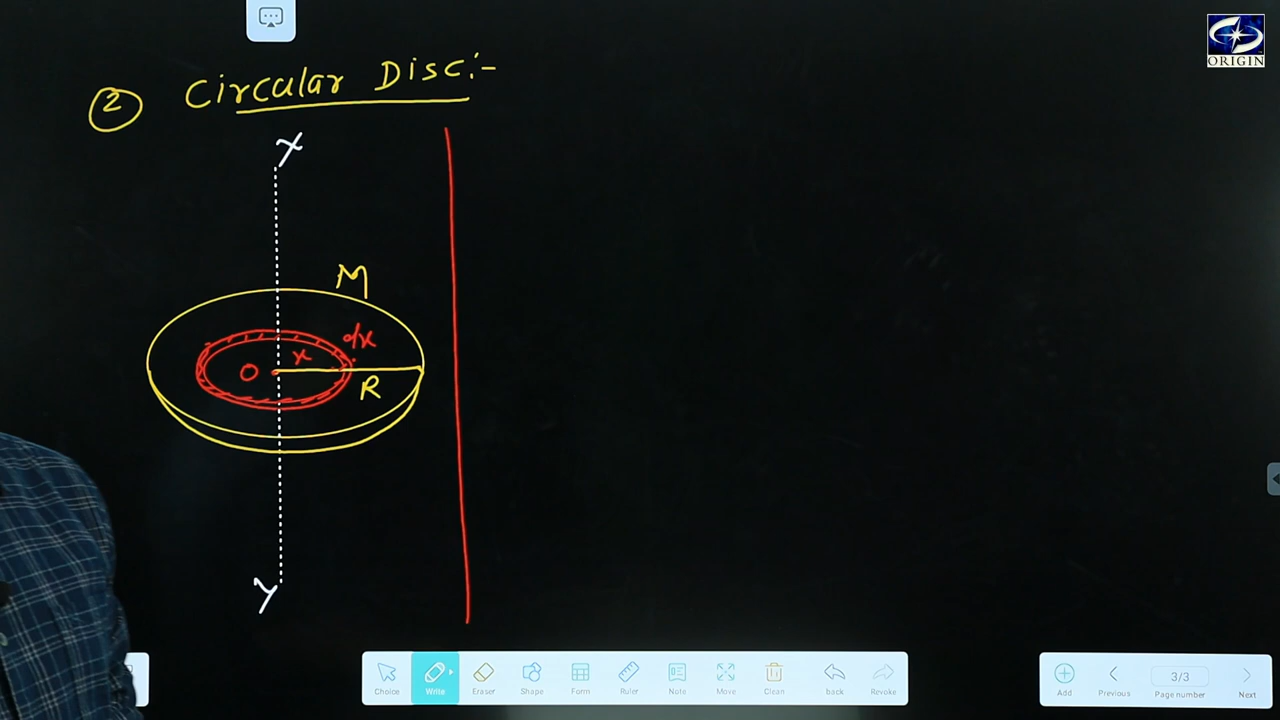 ② Circular Disc:-
X
M
dx
x
O
R
Y
ORIGIN
Choice
Write
Eraser
Shape
Form
Ruler
Note
Move
Clean
back
Revoke
Add
Previous
3/3
Page number
Next